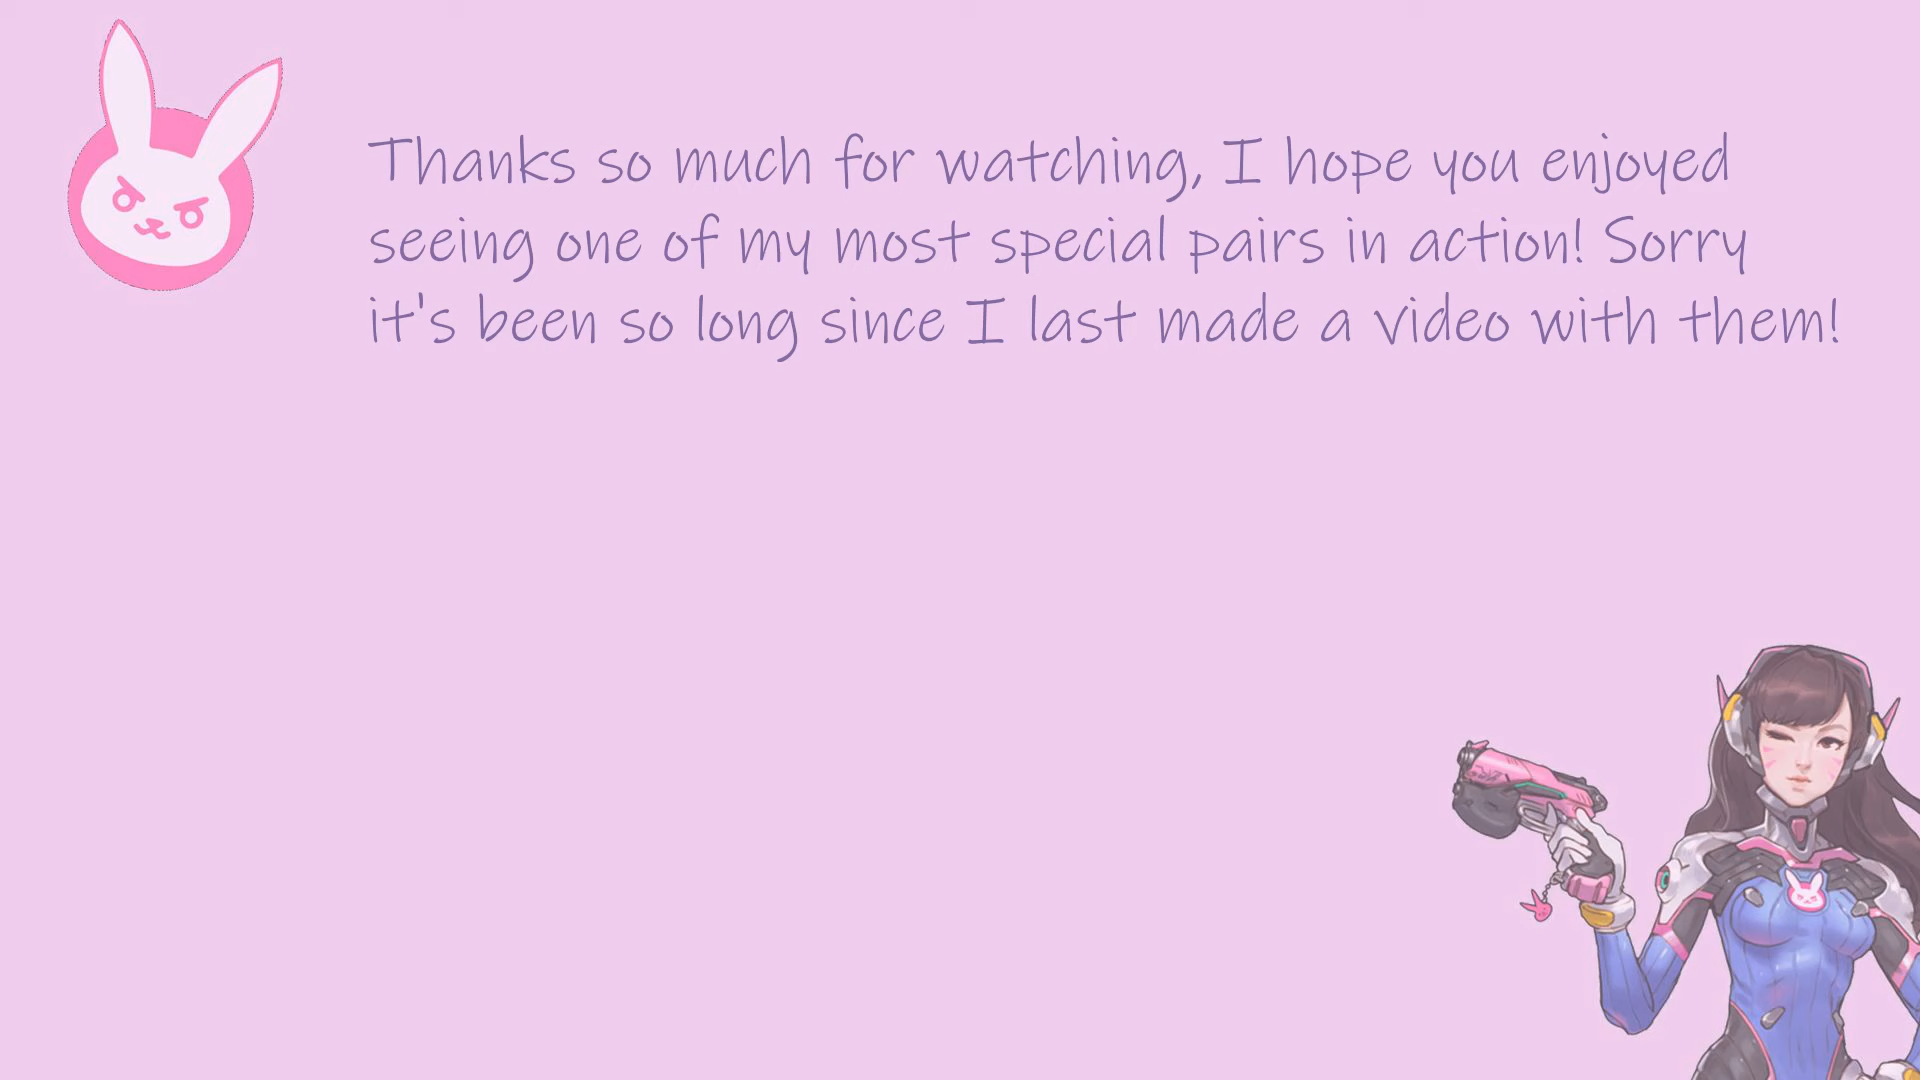 Thanks so much for watching, I hope you enjoyed
seeing one of my most special pairs in action! Sorry
it's been so long since I last made a video with them!